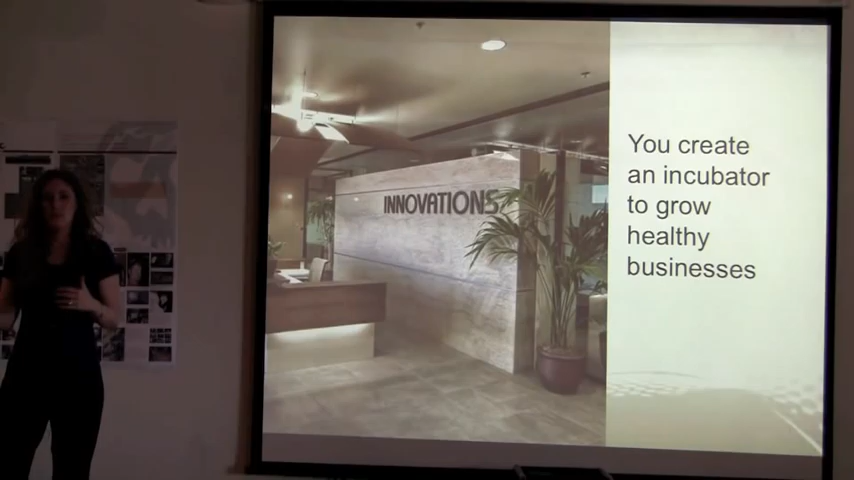 INNOVATIONS
You create
an incubator
to grow
healthy
businesses